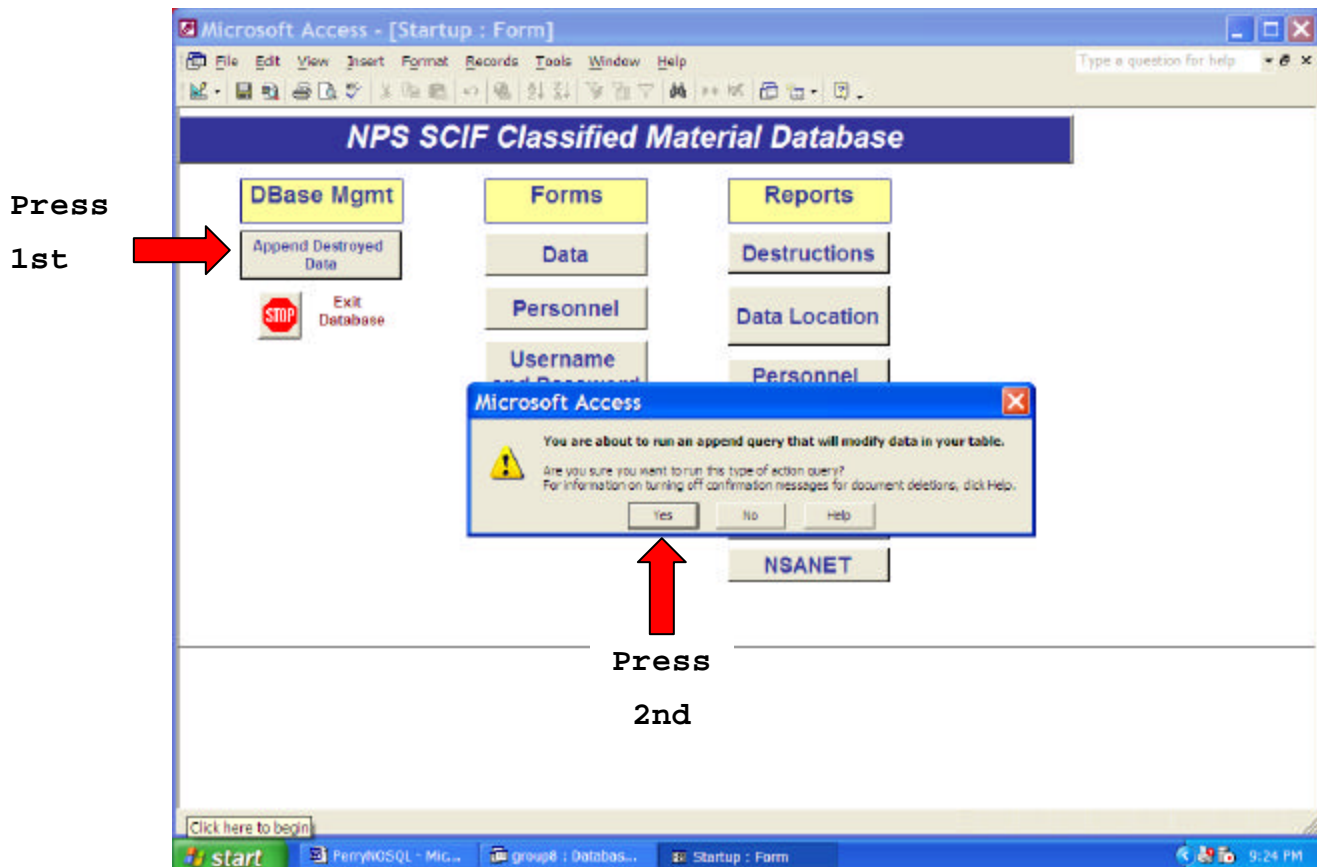 Microsoft Access - [Startup : Form]
File Edit View Insert Format Records Tools Window Help
Type a question for help
NPS SCIF Classified Material Database
DBase Mgmt
Forms
Reports
Press
1st
Append Destroyed
Data
Data
Destructions
STOP
Exit
Database
Personnel
Data Location
Username
and Password
Personnel
Microsoft Access
You are about to run an append query that will modify data in your table.
Are you sure you want to run this type of action query?
For information on turning off confirmation messages for document deletions, click Help.
Yes
No
Help
NSANET
Press
2nd
Click here to begin
start
PerryNOSQL - Mic...
group8 : Databas...
Startup : Form
9:24 PM